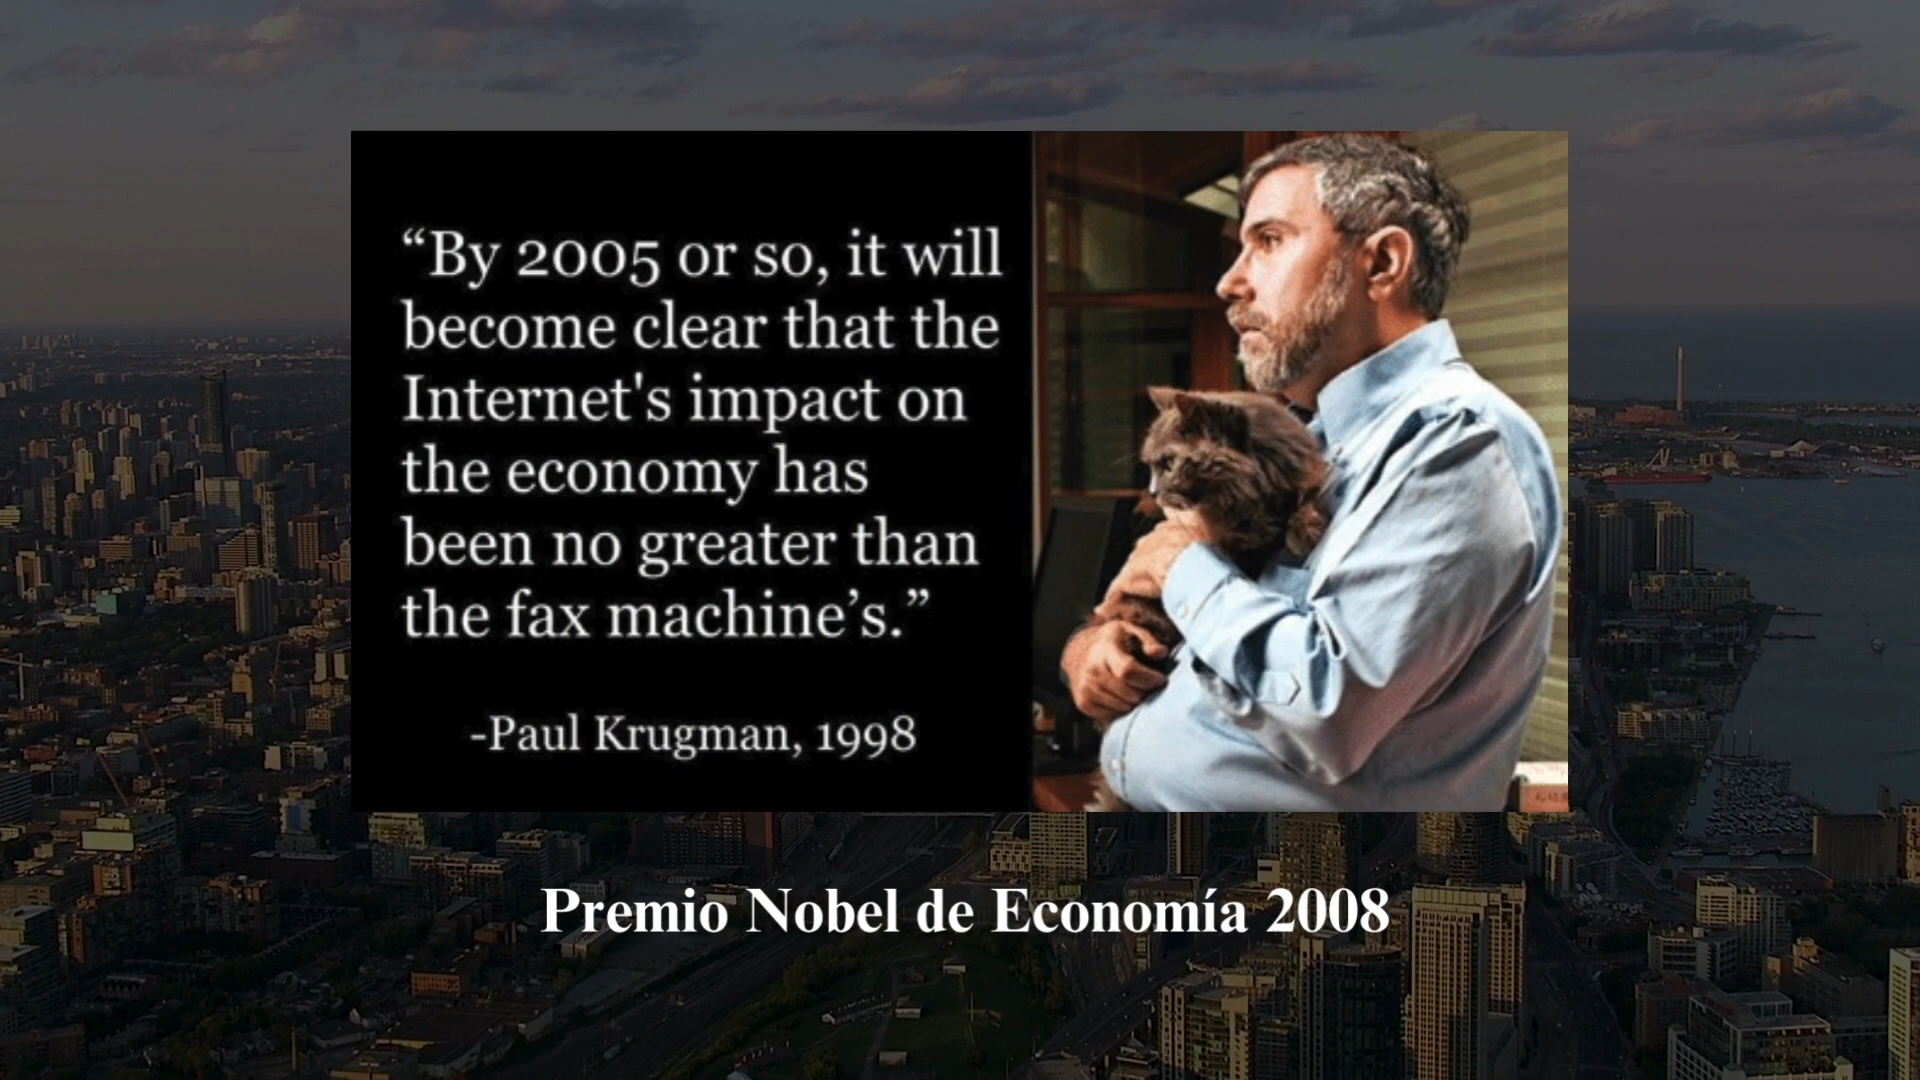 “By 2005 or so, it will
become clear that the
Internet's impact on
the economy has
been no greater than
the fax machine’s.”
-Paul Krugman, 1998
Premio Nobel de Economía 2008